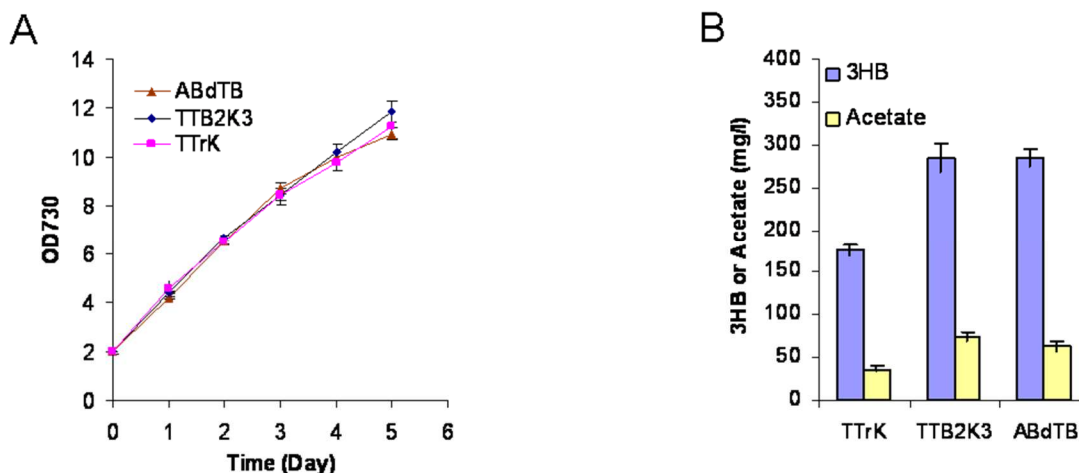 A
OD730
14
12
10
8
6
4
2
0
ABdTB
TTB2K3
TTrK
0 1 2 3 4 5 6
Time (Day)
B
3HB or Acetate (mg/l)
400
350
300
250
200
150
100
50
0
3HB
Acetate
TTrK TTB2K3 ABdTB